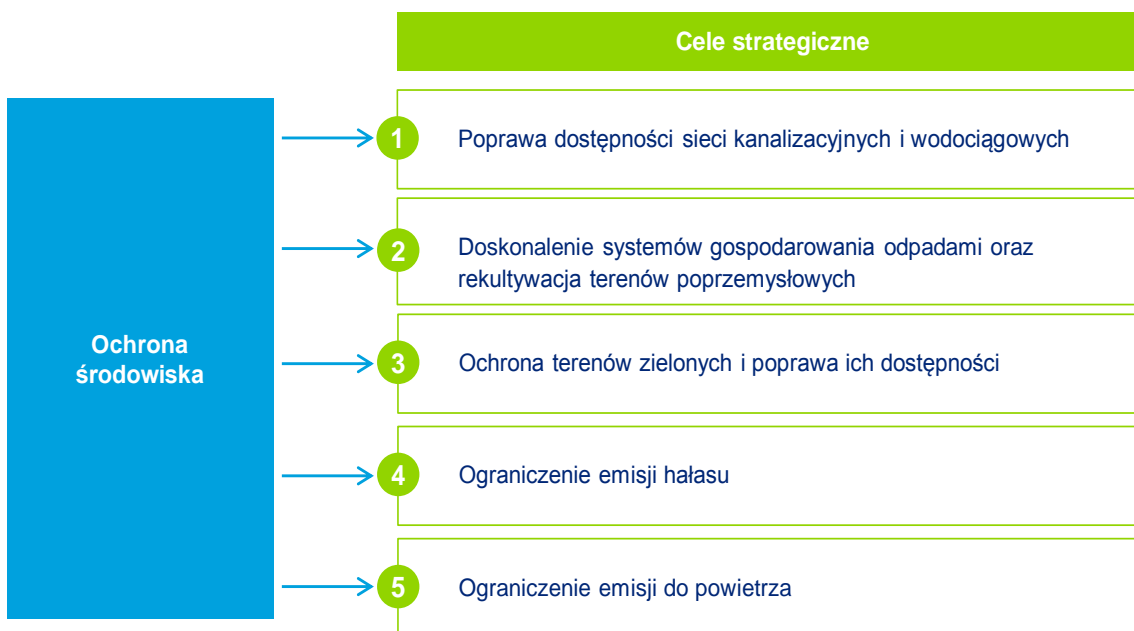 Cele strategiczne
Ochrona
środowiska
1
Poprawa dostępności sieci kanalizacyjnych i wodociągowych
2
Doskonalenie systemów gospodarowania odpadami oraz
rekultywacja terenów poprzemysłowych
3
Ochrona terenów zielonych i poprawa ich dostępności
4
Ograniczenie emisji hałasu
5
Ograniczenie emisji do powietrza